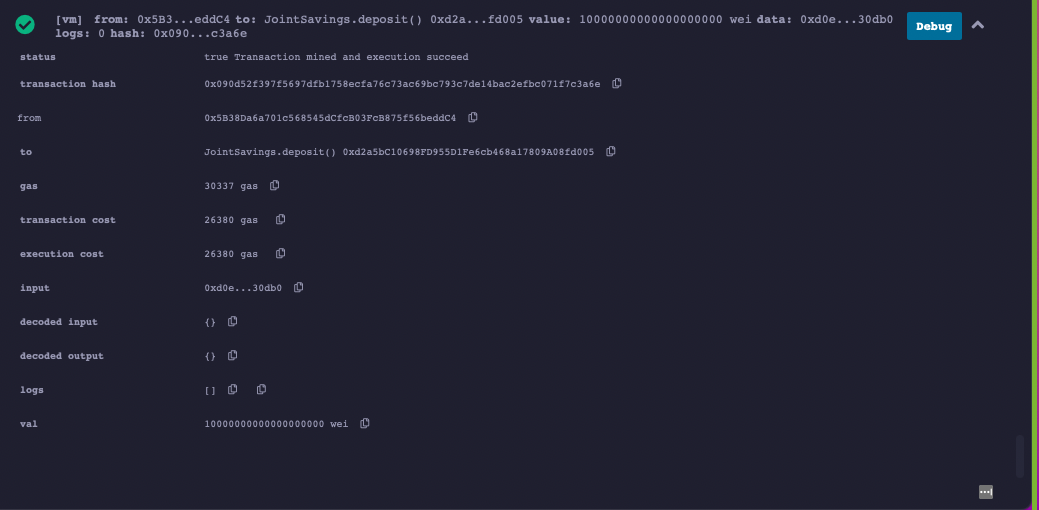 [vm] from: 0x5B3...eddC4 to: JointSavings.deposit() 0xd2a...fd005 value: 10000000000000000000 wei data: 0xd0e...30db0
logs: 0 hash: 0x090...c3a6e
Debug
status true Transaction mined and execution succeed
transaction hash 0x090d52f397f5697dfb1758ecfa76c73ac69bc793c7de14bac2efbc071f7c3a6e
from 0x5B38Da6a701c568545dCfcB03FcB875f56beddC4
to JointSavings.deposit() 0xd2a5bC10698FD955D1Fe6cb468a17809A08fd005
gas 30337 gas
transaction cost 26380 gas
execution cost 26380 gas
input 0xd0e...30db0
decoded input {}
decoded output {}
logs []
val 10000000000000000000 wei